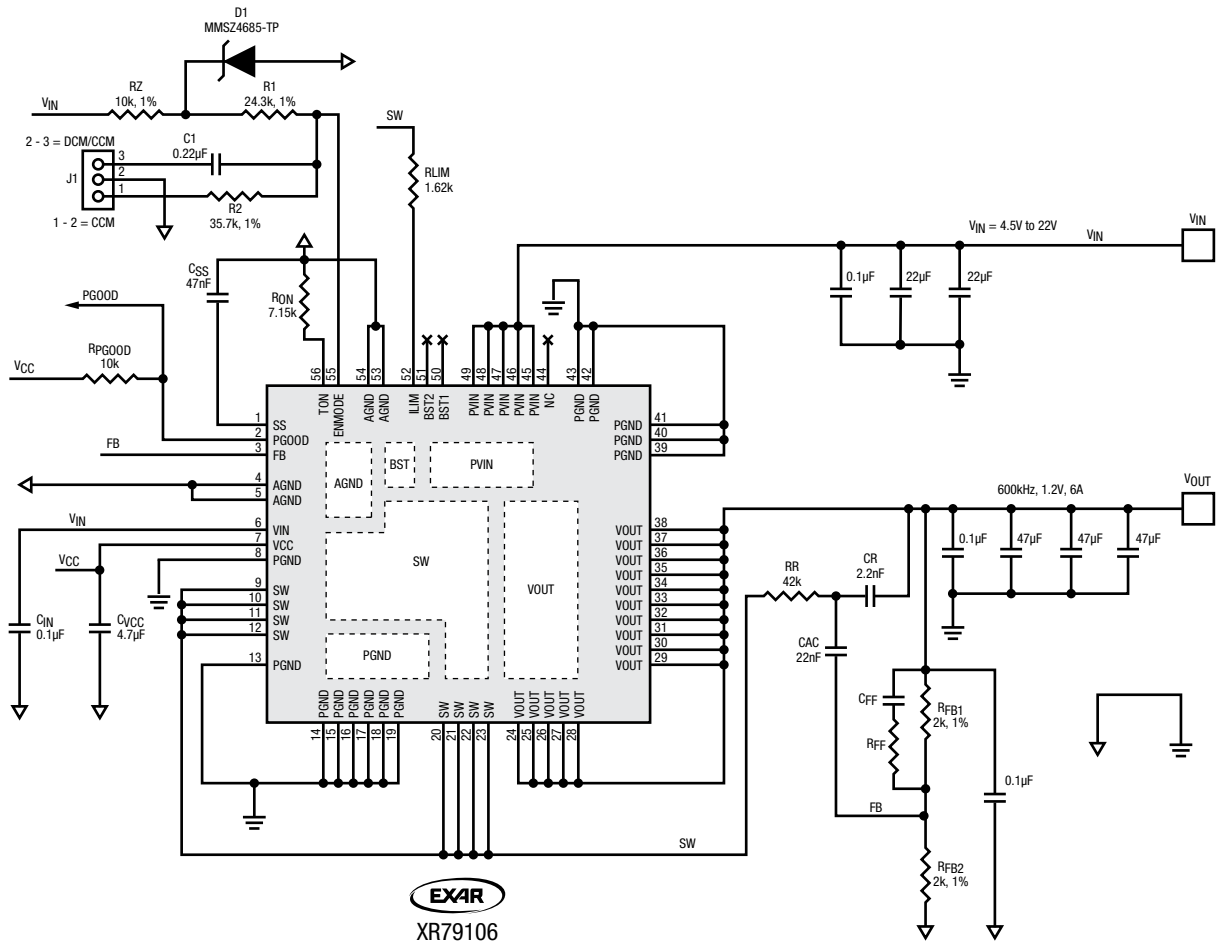 D1
MMSZ4685-TP
RZ
10k, 1%
R1
24.3k, 1%
VIN
2 - 3 = DCM/CCM
C1
0.22µF
3
2
1
J1
R2
35.7k, 1%
1 - 2 = CCM
SW
RLIM
1.62k
VIN = 4.5V to 22V
VIN
VIN
0.1µF
22µF
22µF
CSS
47nF
RON
7.15k
PGOOD
RPGOOD
10k
VCC
56
55
54
53
52
51
50
49
48
47
46
45
44
43
42
TON
ENMODE
AGND
AGND
ILIM
BST2
BST1
PVIN
PVIN
PVIN
PVIN
PVIN
NC
PGND
PGND
1
SS
2
PGOOD
FB
3
FB
4
AGND
5
AGND
VIN
6
VIN
7
VCC
VCC
8
PGND
9
SW
10
SW
11
SW
12
SW
13
PGND
CIN
0.1µF
CVCC
4.7µF
AGND
BST
PVIN
SW
VOUT
PGND
PGND
41
PGND
40
PGND
39
VOUT
38
VOUT
37
VOUT
36
VOUT
35
VOUT
34
VOUT
33
VOUT
32
VOUT
31
VOUT
30
VOUT
29
PGND
PGND
PGND
PGND
PGND
PGND
SW
SW
SW
SW
VOUT
VOUT
VOUT
VOUT
VOUT
14
15
16
17
18
19
20
21
22
23
24
25
26
27
28
600kHz, 1.2V, 6A
VOUT
0.1µF
47µF
47µF
47µF
RR
42k
CR
2.2nF
CAC
22nF
CFF
RFB1
2k, 1%
RFF
0.1µF
FB
RFB2
2k, 1%
SW
EXAR
XR79106